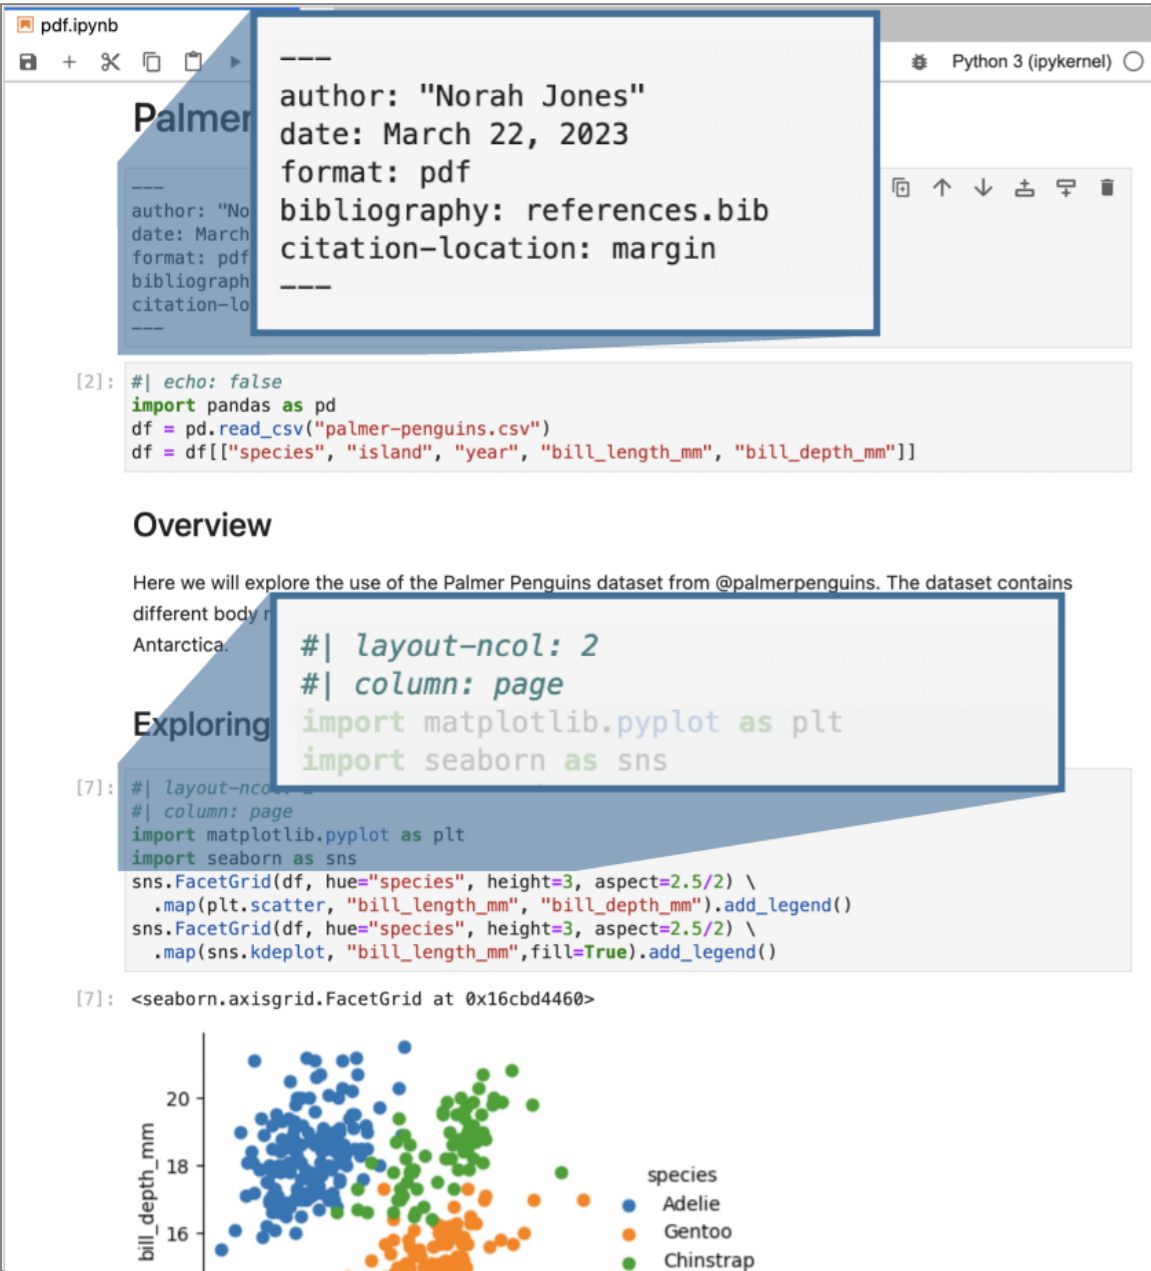 pdf.ipynb
Python 3 (ipykernel)
Palmer
---
author: "Norah Jones"
date: March 22, 2023
format: pdf
bibliography: references.bib
citation-location: margin
---
---
author: "No
date: March
format: pdf
bibliograph
citation-lo
---
[2]:
#| echo: false
import pandas as pd
df = pd.read_csv("palmer-penguins.csv")
df = df[["species", "island", "year", "bill_length_mm", "bill_depth_mm"]]
Overview
Here we will explore the use of the Palmer Penguins dataset from @palmerpenguins. The dataset contains
different body
Antarctica.
#| layout-ncol: 2
#| column: page
import matplotlib.pyplot as plt
import seaborn as sns
Exploring
[7]:
#| layout-ncol: 2
#| column: page
import matplotlib.pyplot as plt
import seaborn as sns
sns.FacetGrid(df, hue="species", height=3, aspect=2.5/2) \
.map(plt.scatter, "bill_length_mm", "bill_depth_mm").add_legend()
sns.FacetGrid(df, hue="species", height=3, aspect=2.5/2) \
.map(sns.kdeplot, "bill_length_mm",fill=True).add_legend()
[7]:
<seaborn.axisgrid.FacetGrid at 0x16cbd4460>
bill_depth_mm
20
18
16
species
Adelie
Gentoo
Chinstrap